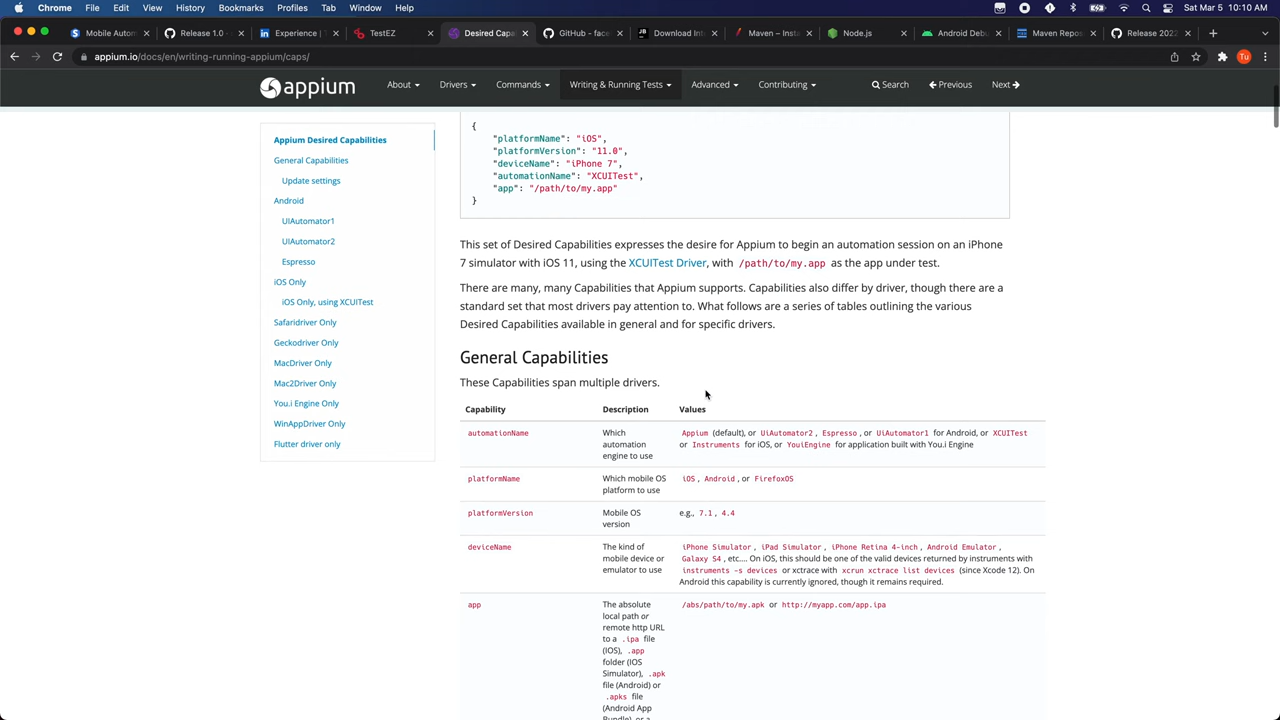 Chrome File Edit View History Bookmarks Profiles Tab Window Help Sat Mar 5 10:10 AM
Mobile Autom Release 1.0 - Experience | T TestEZ Desired Cap GitHub - face Download Inte Maven – Insta Node.js Android Debu Maven Repos Release 2022
appium.io/docs/en/writing-running-appium/caps/ Tu
appium About Drivers Commands Writing & Running Tests Advanced Contributing Search Previous Next
Appium Desired Capabilities
General Capabilities
Update settings
Android
UIAutomator1
UIAutomator2
Espresso
iOS Only
iOS Only, using XCUITest
Safaridriver Only
Geckodriver Only
MacDriver Only
Mac2Driver Only
You.i Engine Only
WinAppDriver Only
Flutter driver only
{
"platformName": "iOS",
"platformVersion": "11.0",
"deviceName": "iPhone 7",
"automationName": "XCUITest",
"app": "/path/to/my.app"
}
This set of Desired Capabilities expresses the desire for Appium to begin an automation session on an iPhone
7 simulator with iOS 11, using the XCUITest Driver, with /path/to/my.app as the app under test.
There are many, many Capabilities that Appium supports. Capabilities also differ by driver, though there are a
standard set that most drivers pay attention to. What follows are a series of tables outlining the various
Desired Capabilities available in general and for specific drivers.
General Capabilities
These Capabilities span multiple drivers.
Capability Description Values
automationName
Which
automation
engine to use
Appium (default), or UiAutomator2, Espresso, or UiAutomator1 for Android, or XCUITest
or Instruments for iOS, or YouiEngine for application built with You.i Engine
platformName
Which mobile OS
platform to use
iOS, Android, or FirefoxOS
platformVersion
Mobile OS
version
e.g., 7.1, 4.4
deviceName
The kind of
mobile device or
emulator to use
iPhone Simulator, iPad Simulator, iPhone Retina 4-inch, Android Emulator,
Galaxy S4, etc.... On iOS, this should be one of the valid devices returned by instruments with
instruments -s devices or xctrace with xcrun xctrace list devices (since Xcode 12). On
Android this capability is currently ignored, though it remains required.
app
The absolute
local path or
remote http URL
to a .ipa file
(IOS), .app
folder (IOS
Simulator), .apk
file (Android) or
.apks file
(Android App
Bundle), or a
/abs/path/to/my.apk or http://myapp.com/app.ipa